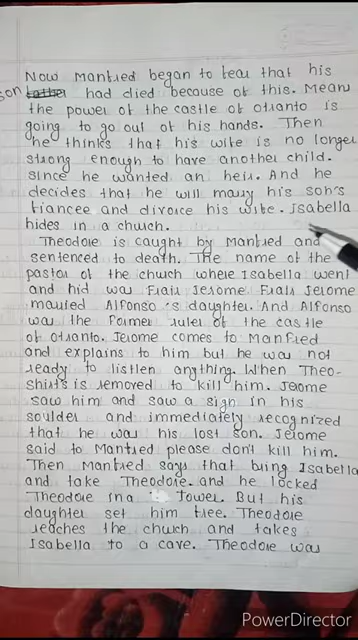 Now Manfred began to fear that his
son had died because of this. Means
the power of the castle of otranto is
going to go out of his hands. Then
he thinks that his wife is no longer
strong enough to have another child.
since he wanted an heir. And he
decides that he will marry his son's
fiancee and divorce his wife. Isabella
hides in a church.
Theodore is caught by Manfred and
sentenced to death. The name of the
pastor of the church where Isabella went
and hid was Friar Jerome. Friar Jerome
married Alfonso's daughter. And Alfonso
was the Former ruler of the castle
of otranto. Jerome comes to Manfred
and explains to him but he was not
ready to listlen anything. When Theo-
shirts is removed to kill him. Jerome
saw him and saw a sign in his
soulder and immediately recognized
that he was his lost son. Jerome
said to Manfred please don't kill him.
Then Manfred says that bring Isabella
and take Theodore. and he locked
Theodore in a Tower. But his
daughter set him free. Theodore
reaches the church and takes
Isabella to a cave. Theodore was
PowerDirector